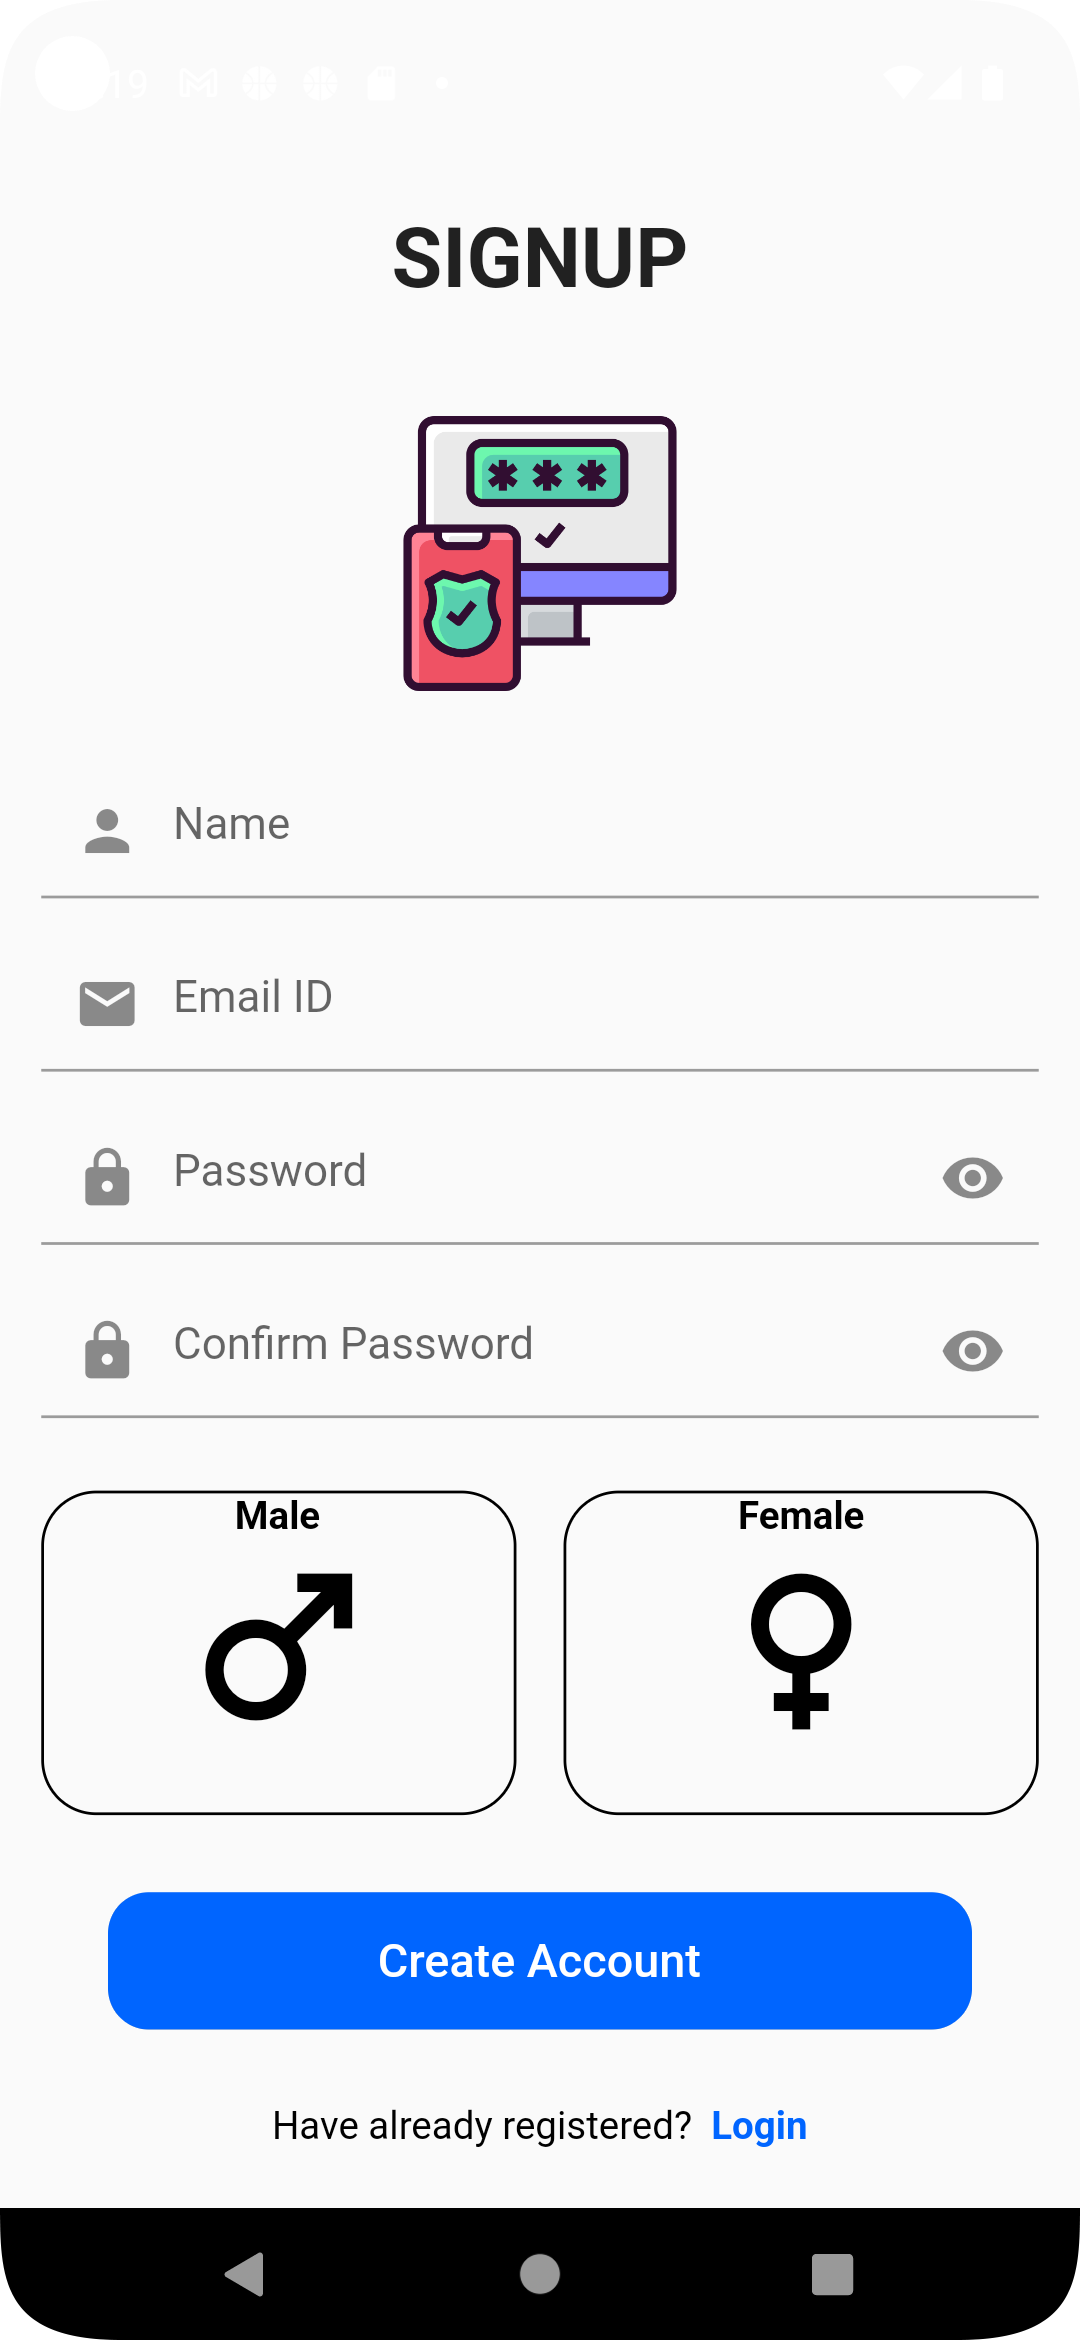 SIGNUP
***
Name
Email ID
Password
Confirm Password
Male
Female
Create Account
Have already registered? Login